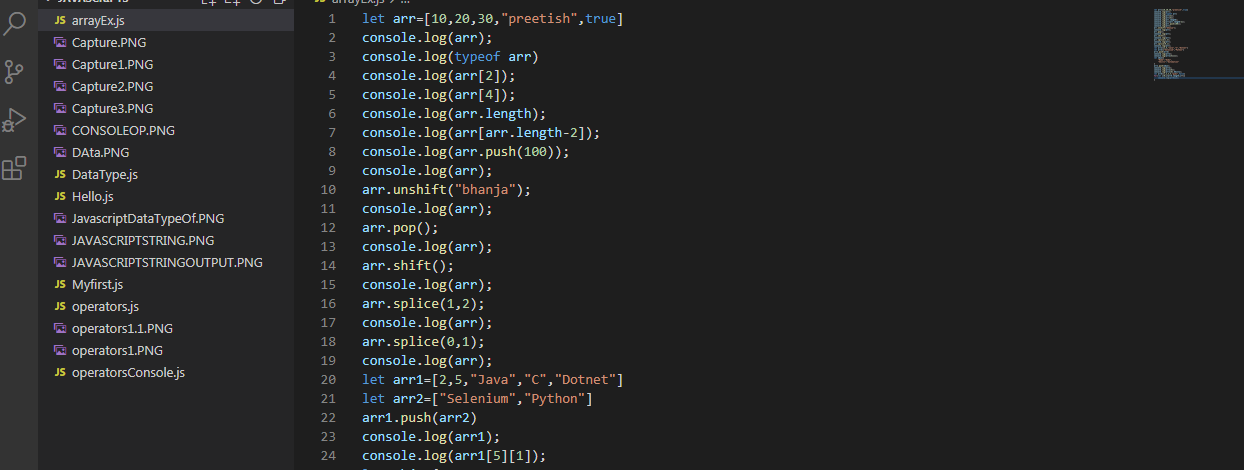 arrayEx.js
Capture.PNG
Capture1.PNG
Capture2.PNG
Capture3.PNG
CONSOLEOP.PNG
DAta.PNG
DataType.js
Hello.js
JavascriptDataTypeOf.PNG
JAVASCRIPTSTRING.PNG
JAVASCRIPTSTRINGOUTPUT.PNG
Myfirst.js
operators.js
operators1.1.PNG
operators1.PNG
operatorsConsole.js
JS arrayEx.js > ...
1 let arr=[10,20,30,"preetish",true]
2 console.log(arr);
3 console.log(typeof arr)
4 console.log(arr[2]);
5 console.log(arr[4]);
6 console.log(arr.length);
7 console.log(arr[arr.length-2]);
8 console.log(arr.push(100));
9 console.log(arr);
10 arr.unshift("bhanja");
11 console.log(arr);
12 arr.pop();
13 console.log(arr);
14 arr.shift();
15 console.log(arr);
16 arr.splice(1,2);
17 console.log(arr);
18 arr.splice(0,1);
19 console.log(arr);
20 let arr1=[2,5,"Java","C","Dotnet"]
21 let arr2=["Selenium","Python"]
22 arr1.push(arr2)
23 console.log(arr1);
24 console.log(arr1[5][1]);